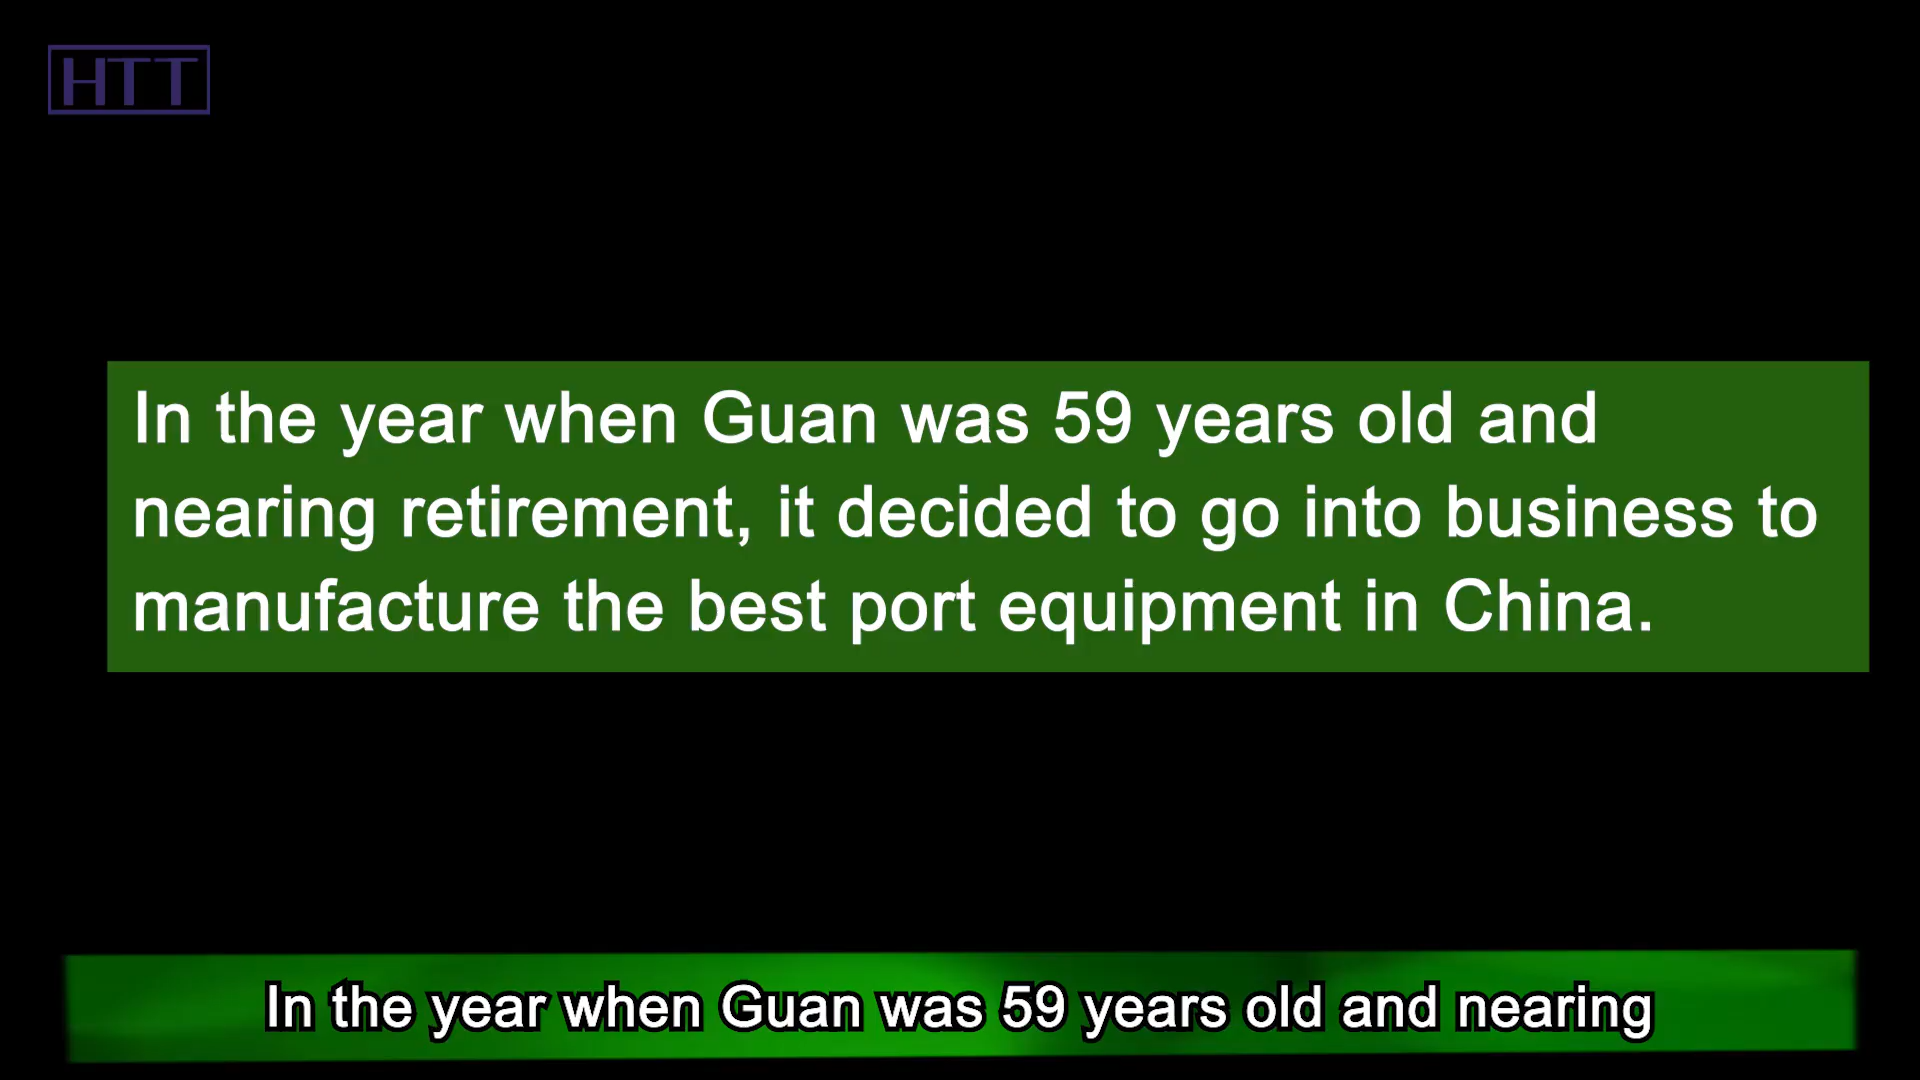 HTT
In the year when Guan was 59 years old and
nearing retirement, it decided to go into business to
manufacture the best port equipment in China.
In the year when Guan was 59 years old and nearing